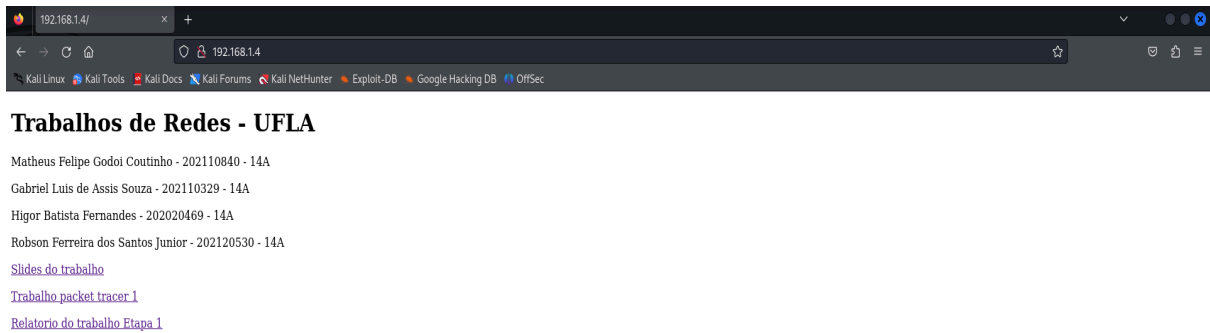 192.168.1.4/
192.168.1.4
Kali Linux Kali Tools Kali Docs Kali Forums Kali NetHunter Exploit-DB Google Hacking DB OffSec
Trabalhos de Redes - UFLA
Matheus Felipe Godoi Coutinho - 202110840 - 14A
Gabriel Luis de Assis Souza - 202110329 - 14A
Higor Batista Fernandes - 202020469 - 14A
Robson Ferreira dos Santos Junior - 202120530 - 14A
Slides do trabalho
Trabalho packet tracer 1
Relatorio do trabalho Etapa 1